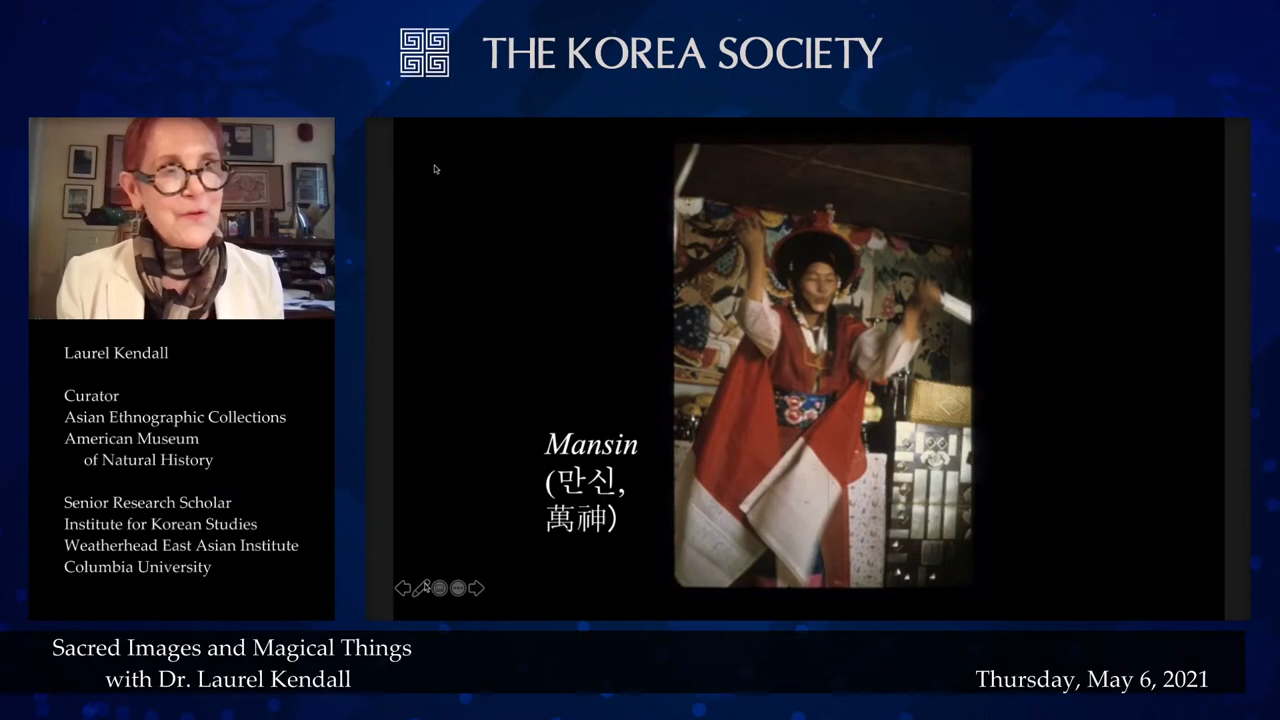 THE KOREA SOCIETY
Laurel Kendall
Curator
Asian Ethnographic Collections
American Museum
of Natural History
Senior Research Scholar
Institute for Korean Studies
Weatherhead East Asian Institute
Columbia University
Mansin
(만신,
萬神)
Sacred Images and Magical Things
with Dr. Laurel Kendall
Thursday, May 6, 2021